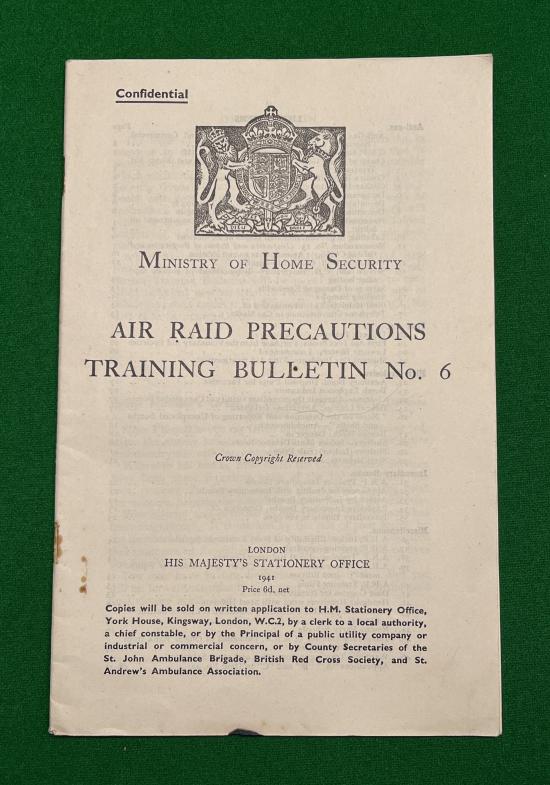 Confidential
DIEU DROIT
MINISTRY OF HOME SECURITY
AIR RAID PRECAUTIONS
TRAINING BULLETIN No. 6
Crown Copyright Reserved
LONDON
HIS MAJESTY'S STATIONERY OFFICE
1941
Price 6d. net
Copies will be sold on written application to H.M. Stationery Office,
York House, Kingsway, London, W.C.2, by a clerk to a local authority,
a chief constable, or by the Principal of a public utility company or
industrial or commercial concern, or by County Secretaries of the
St. John Ambulance Brigade, British Red Cross Society, and St.
Andrew's Ambulance Association.